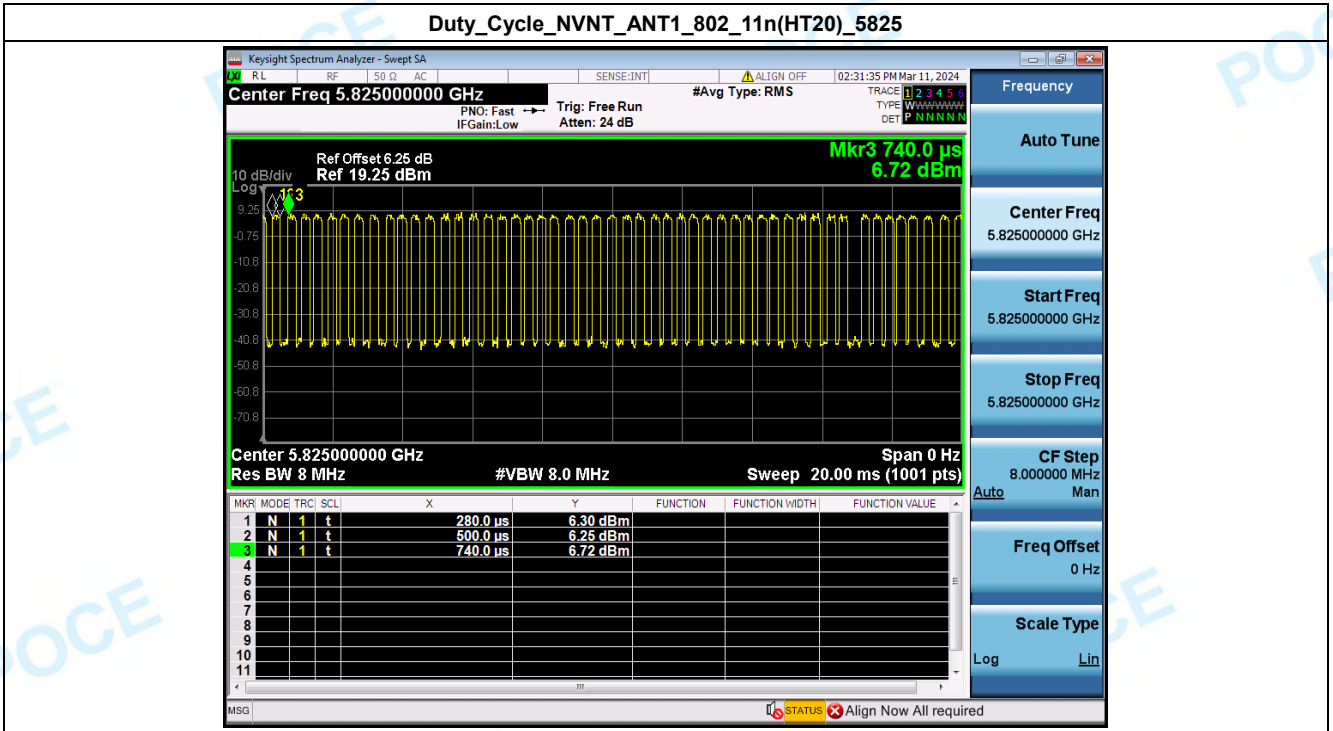 Duty_Cycle_NVNT_ANT1_802_11n(HT20)_5825
Keysight Spectrum Analyzer - Swept SA
LXI RL RF 50 Ω AC SENSE:INT ALIGN OFF 02:31:35 PM Mar 11, 2024
Center Freq 5.825000000 GHz #Avg Type: RMS TRACE 1 2 3 4 5 6
PNO: Fast Trig: Free Run TYPE WWWWWW
IFGain:Low Atten: 24 dB DET P N N N N N
Frequency
Auto Tune
Center Freq
5.825000000 GHz
Start Freq
5.825000000 GHz
Stop Freq
5.825000000 GHz
CF Step
8.000000 MHz
Auto Man
Freq Offset
0 Hz
Scale Type
Log Lin
Mkr3 740.0 µs
6.72 dBm
Ref Offset 6.25 dB
10 dB/div Ref 19.25 dBm
Log
3
9.25
-0.75
-10.8
-20.8
-30.8
-40.8
-50.8
-60.8
-70.8
Center 5.825000000 GHz Span 0 Hz
Res BW 8 MHz #VBW 8.0 MHz Sweep 20.00 ms (1001 pts)
MKR MODE TRC SCL X Y FUNCTION FUNCTION WIDTH FUNCTION VALUE
1 N 1 t 280.0 µs 6.30 dBm
2 N 1 t 500.0 µs 6.25 dBm
3 N 1 t 740.0 µs 6.72 dBm
4
5
6
7
8
9
10
11
MSG STATUS Align Now All required
POCE
POCE